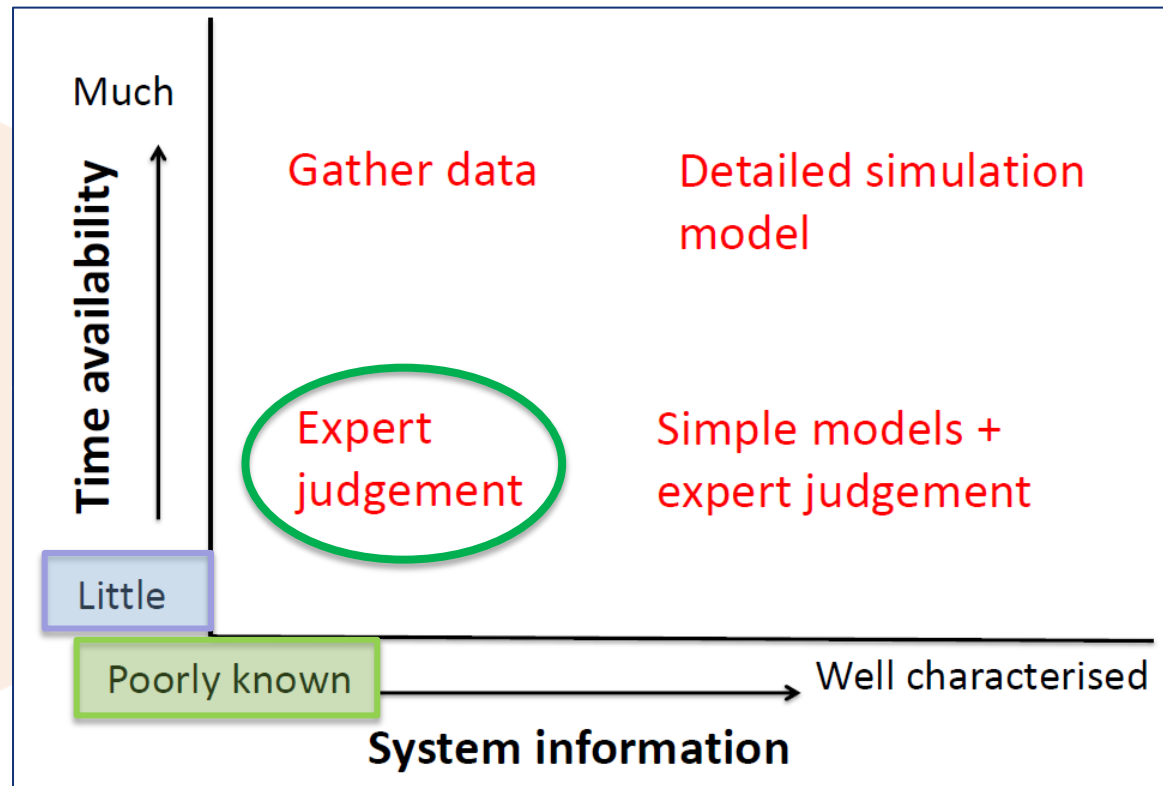 Much
Time availability
Gather data
Detailed simulation
model
Expert
judgement
Simple models +
expert judgement
Little
Poorly known
Well characterised
System information